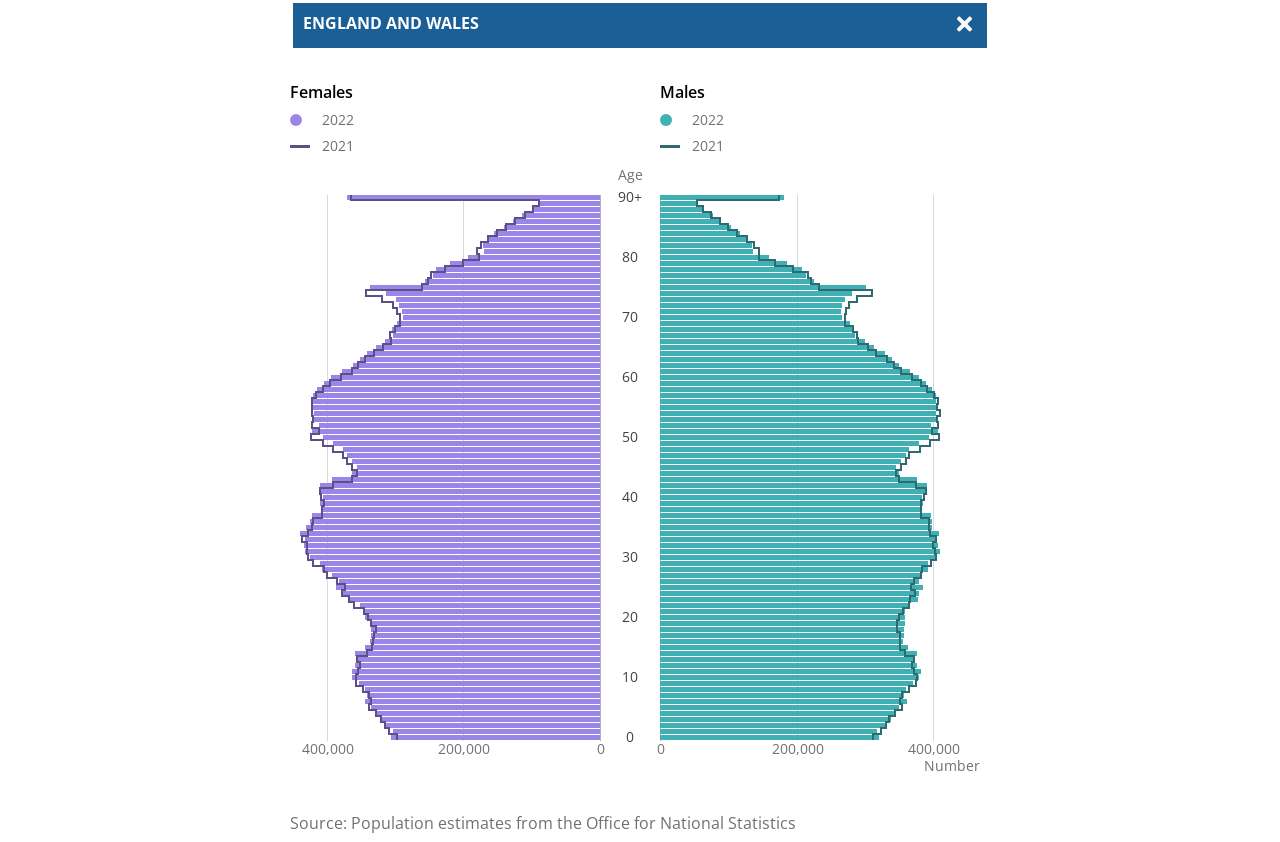 ENGLAND AND WALES
Females
2022
2021
Males
2022
2021
Age
90+
80
70
60
50
40
30
20
10
0
400,000 200,000 0
0 200,000 400,000
Number
Source: Population estimates from the Office for National Statistics